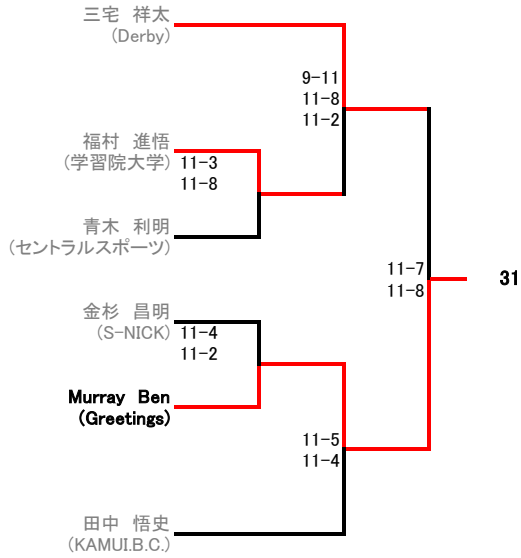 三宅 祥太
(Derby)
9-11
11-8
11-2
福村 進悟
(学習院大学)
11-3
11-8
青木 利明
(セントラルスポーツ)
11-7
11-8
31
金杉 昌明
(S-NICK)
11-4
11-2
Murray Ben
(Greetings)
11-5
11-4
田中 悟史
(KAMUI.B.C.)